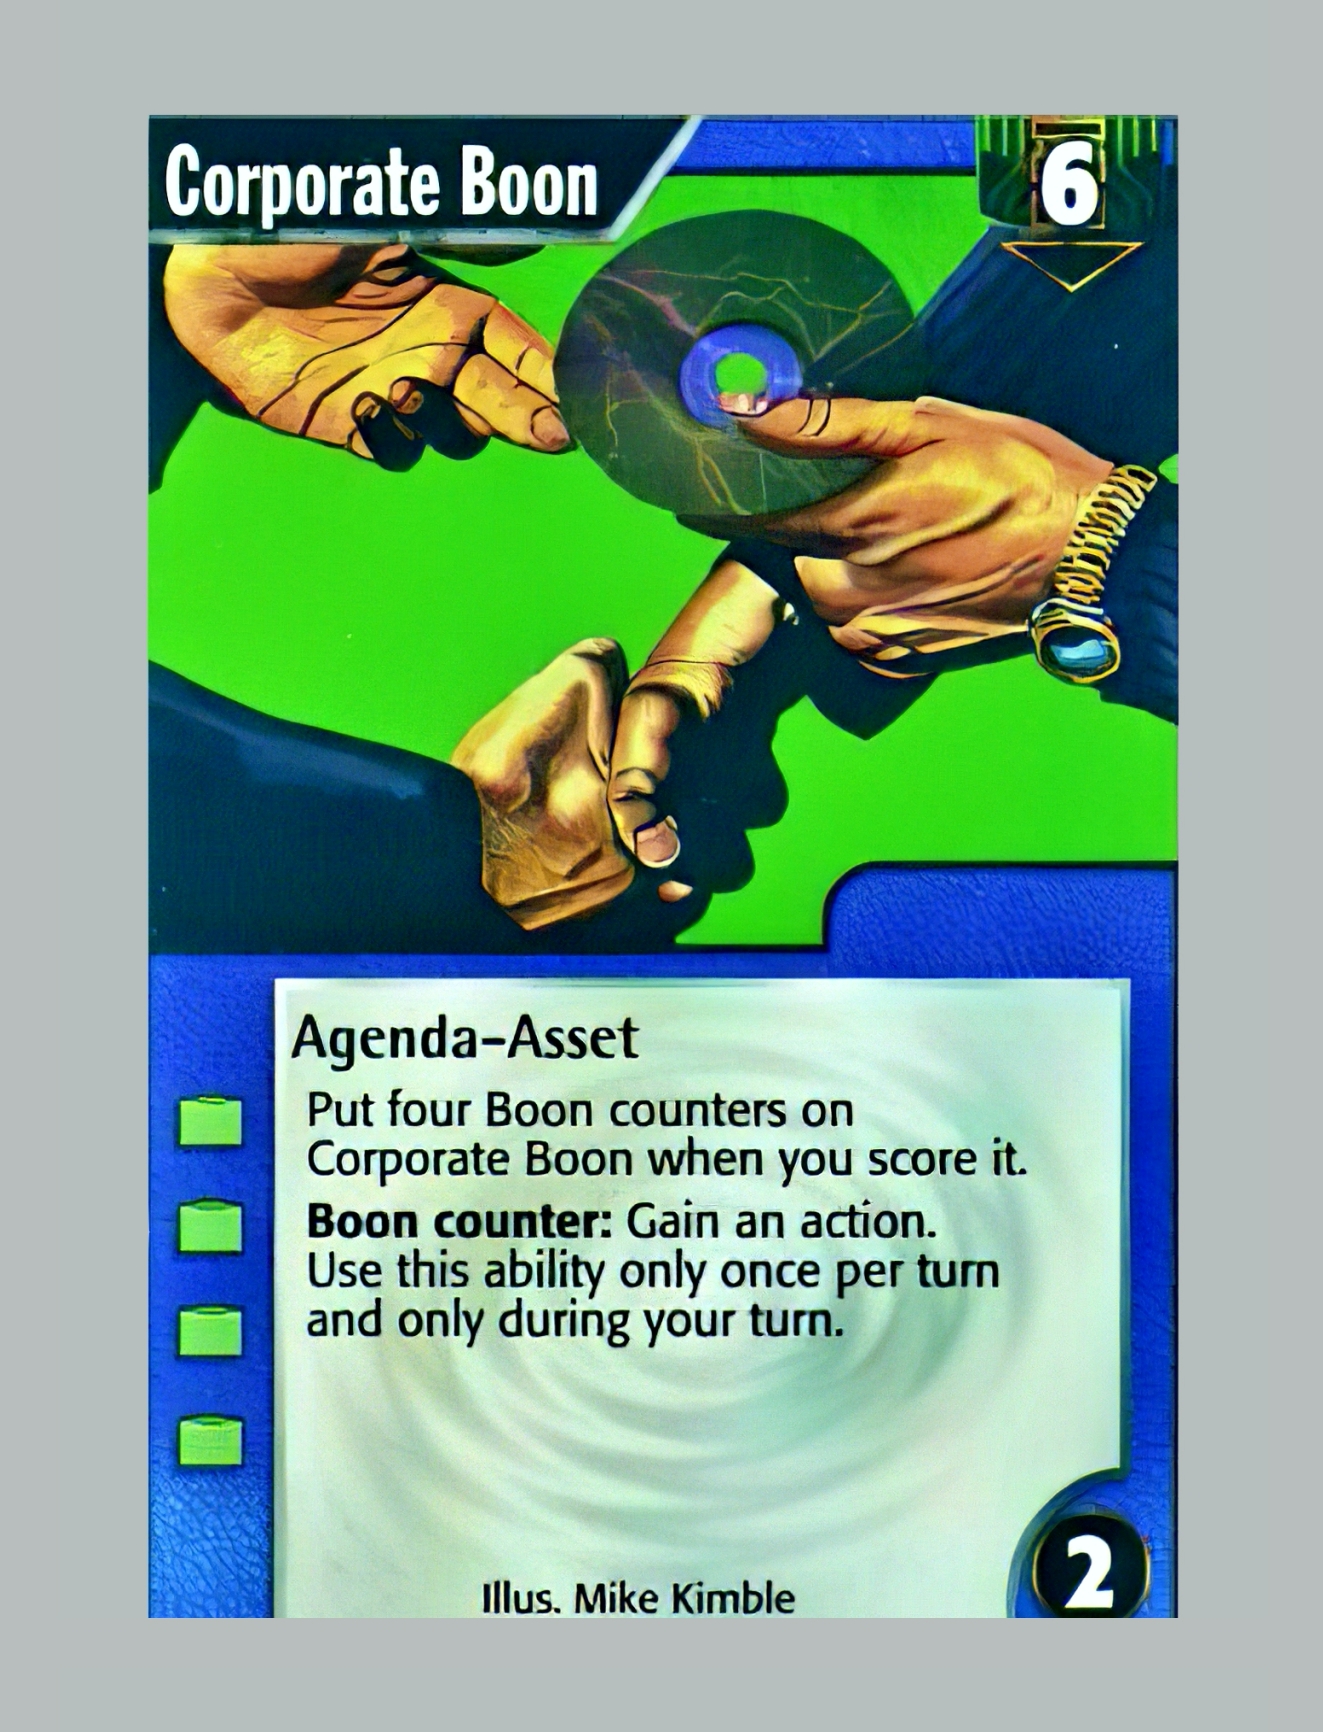 Corporate Boon
6
Agenda-Asset
Put four Boon counters on
Corporate Boon when you score it.
Boon counter: Gain an action.
Use this ability only once per turn
and only during your turn.
2
Illus. Mike Kimble